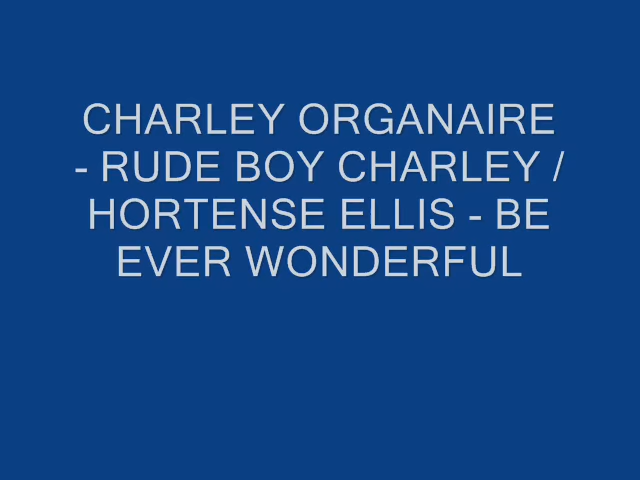 CHARLEY ORGANAIRE
- RUDE BOY CHARLEY /
HORTENSE ELLIS - BE
EVER WONDERFUL